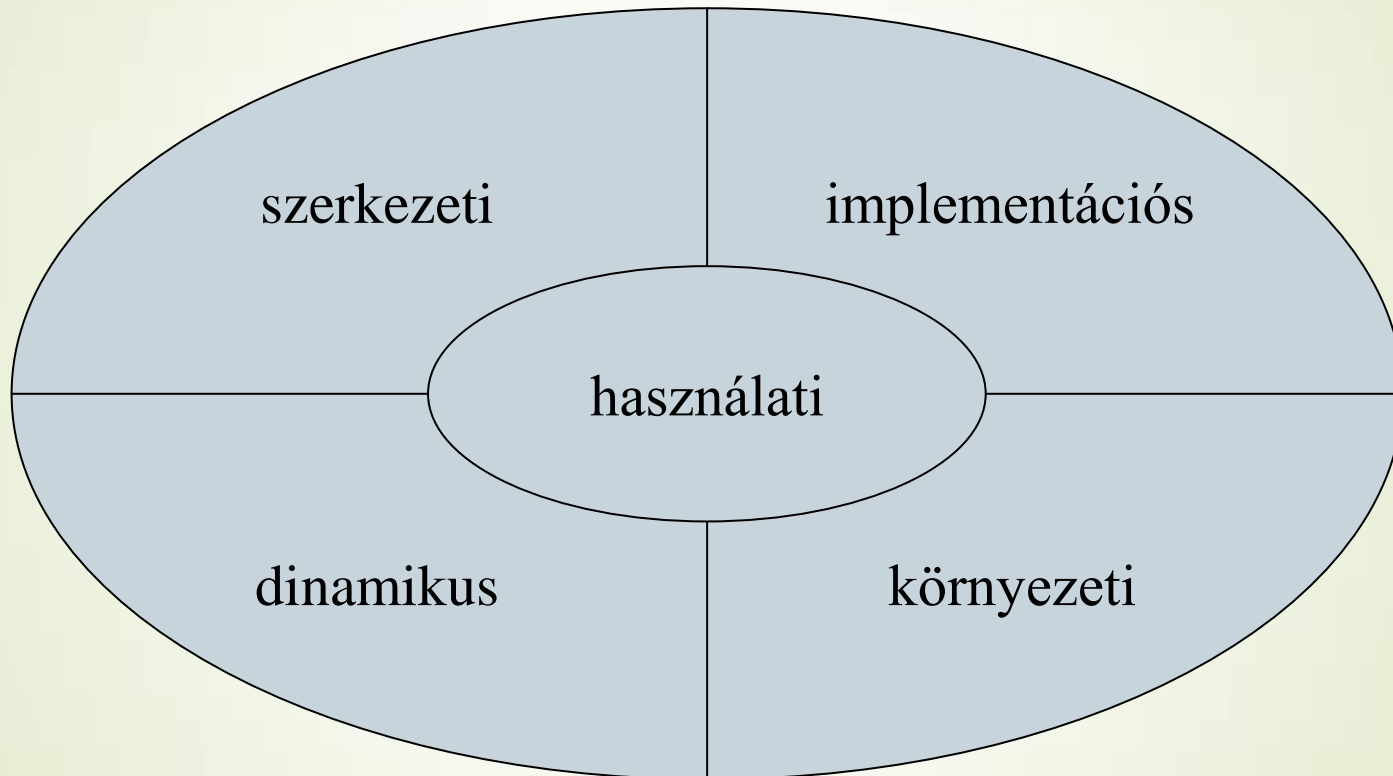 szerkezeti
implementációs
használati
dinamikus
környezeti